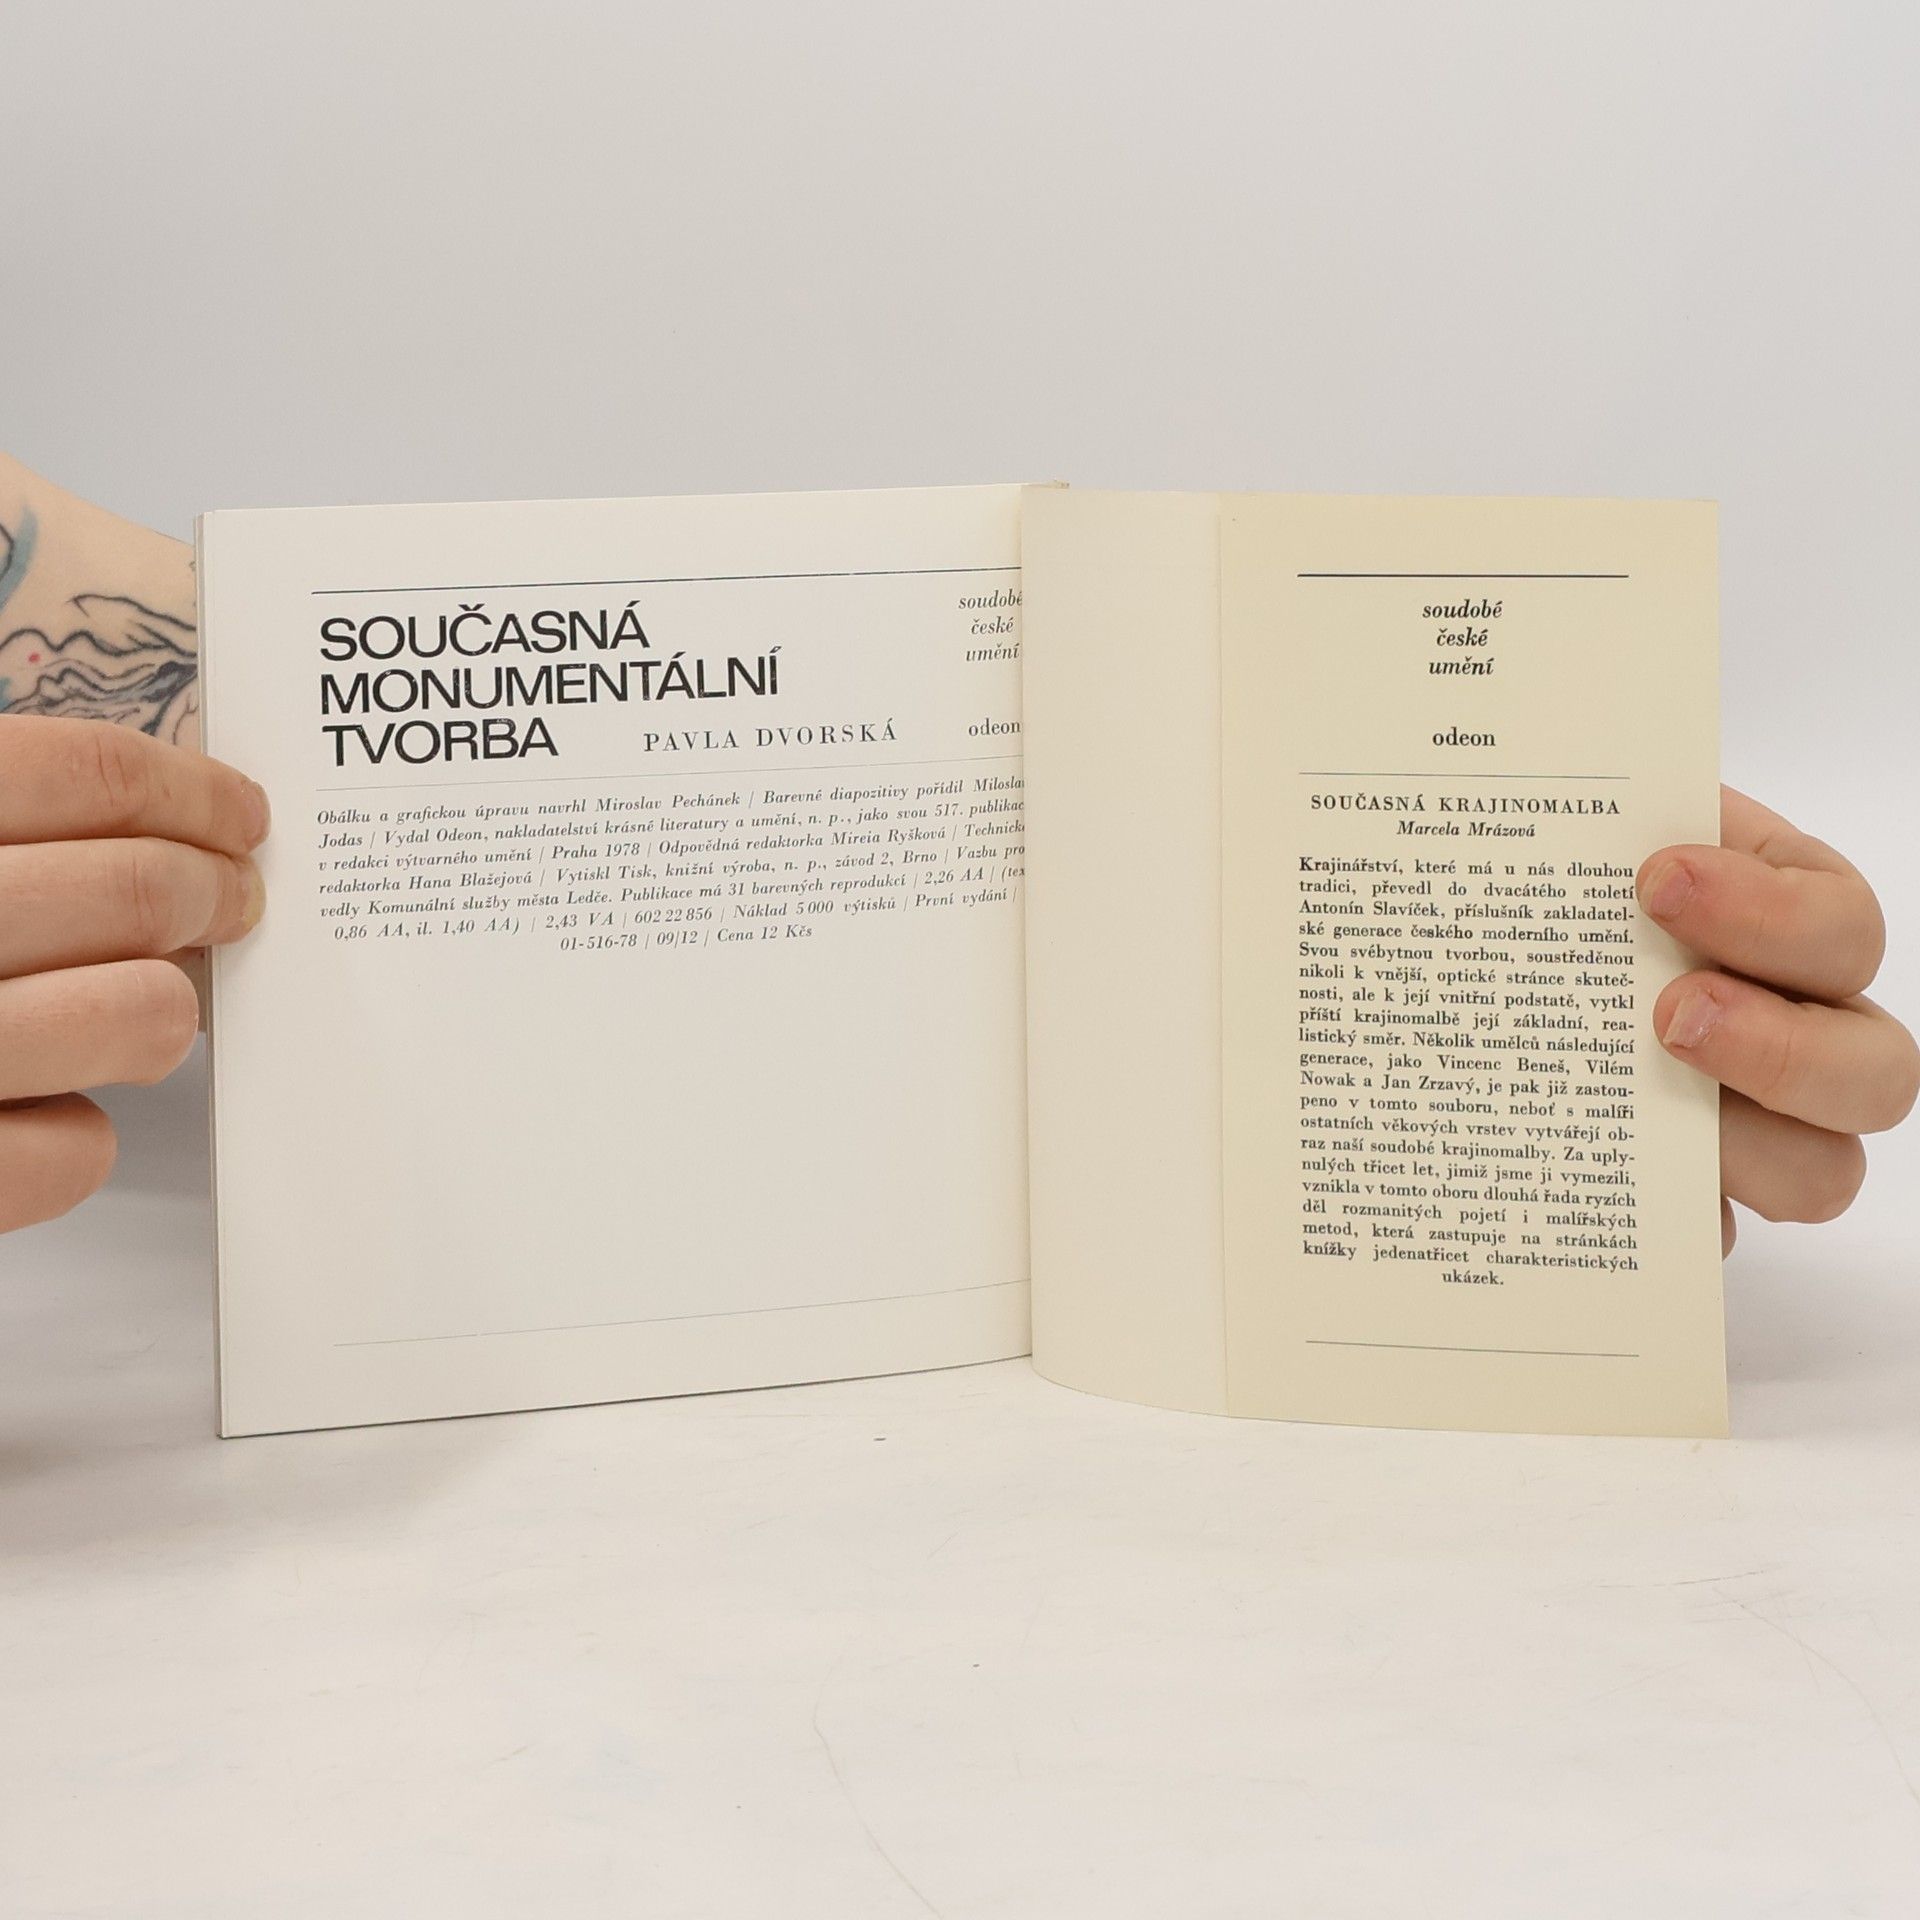 SOUČASNÁ
MONUMENTÁLNÍ
TVORBA
PAVLA DVORSKÁ
soudobé
české
umění
odeon
Obálku a grafickou úpravu navrhl Miroslav Pechánek | Barevné diapozitivy pořídil
Jodas | Vydal Odeon, nakladatelství krásné literatury a umění, n. p., jako svou 517.
v redakci výtvarného umění | Praha 1978 | Odpovědná redaktorka Mireia Ryšková |
redaktorka Hana Blažejová | Vytiskl Tisk, knižní výroba, n. p., závod 2, Brno | Vazbu pro
vedly Komunální služby města Ledče. Publikace má 31 barevných reprodukcí | 2,26 AA |
0,86 AA, il. 1,40 AA) | 2,43 VA | 602 22 856 | Náklad 5 000 výtisků | První vydání |
01-516-78 | 09/12 | Cena 12 Kčs
soudobé
české
umění
odeon
SOUČASNÁ KRAJINOMALBA
Marcela Mrázová
Krajinářství, které má u nás dlouhou
tradici, převedl do dvacátého století
Antonín Slavíček, příslušník zakladatel-
ské generace českého moderního umění.
Svou svébytnou tvorbou, soustředěnou
nikoli k vnější, optické stránce skuteč-
nosti, ale k její vnitřní podstatě, vytkl
příští krajinomalbě její základní, rea-
listický směr. Několik umělců následující
generace, jako Vincenc Beneš, Vilém
Nowak a Jan Zrzavý, je pak již zastou-
peno v tomto souboru, neboť s malíři
ostatních věkových vrstev vytvářejí ob-
raz naší soudobé krajinomalby. Za uply-
nulých třicet let, jimiž jsme ji vymezili,
vznikla v tomto oboru dlouhá řada ryzích
děl rozmanitých pojetí i malířských
metod, která zastupuje na stránkách
knížky jedenatřicet charakteristických
ukázek.